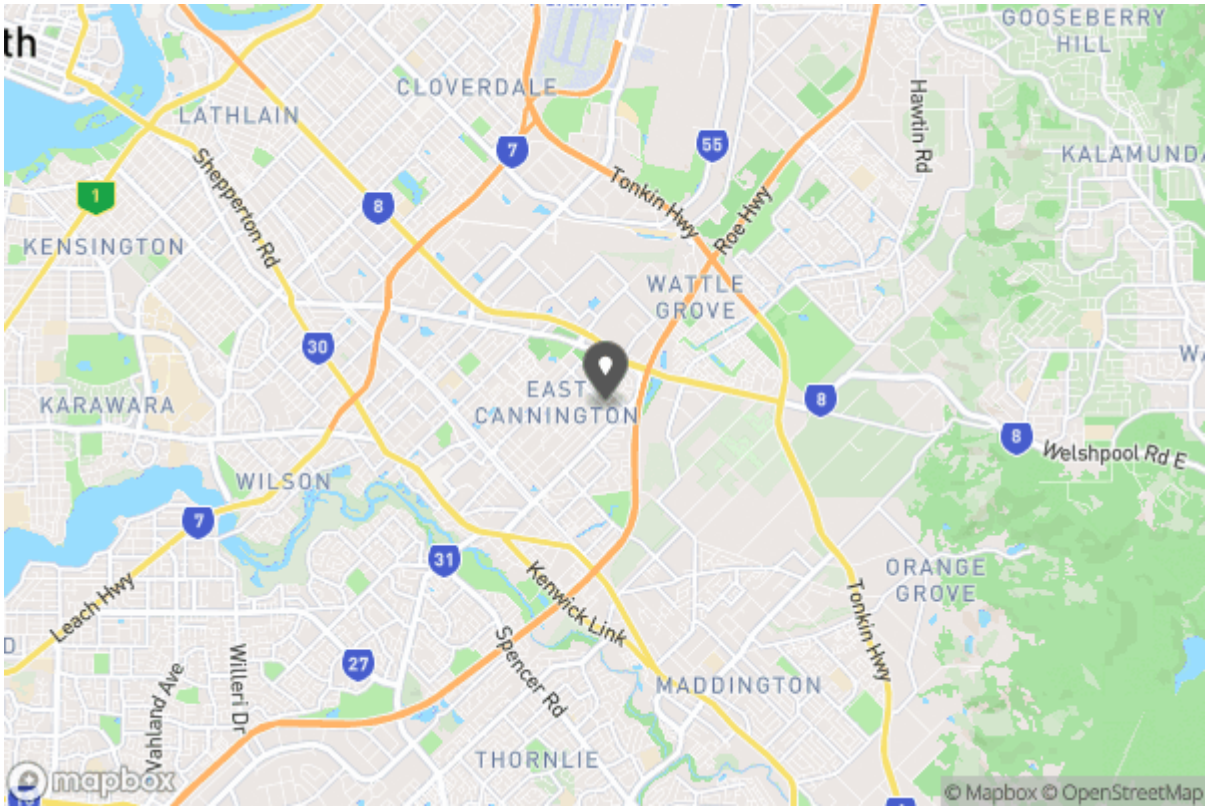 th
GOOSEBERRY
HILL
CLOVERDALE
LATHLAIN
Hawtin Rd
7
55
KALAMUNDA
Shepperton Rd
Tonkin Hwy
1
8
Roe Hwy
KENSINGTON
WATTLE
GROVE
30
EAST
CANNINGTON
KARAWARA
8
8
Welshpool Rd E
WILSON
7
31
ORANGE
GROVE
Leach Hwy
Kenwick Link
Tonkin Hwy
Spencer Rd
27
Willeri Dr
Vahland Ave
MADDINGTON
THORNLIE
mapbox
© Mapbox © OpenStreetMap